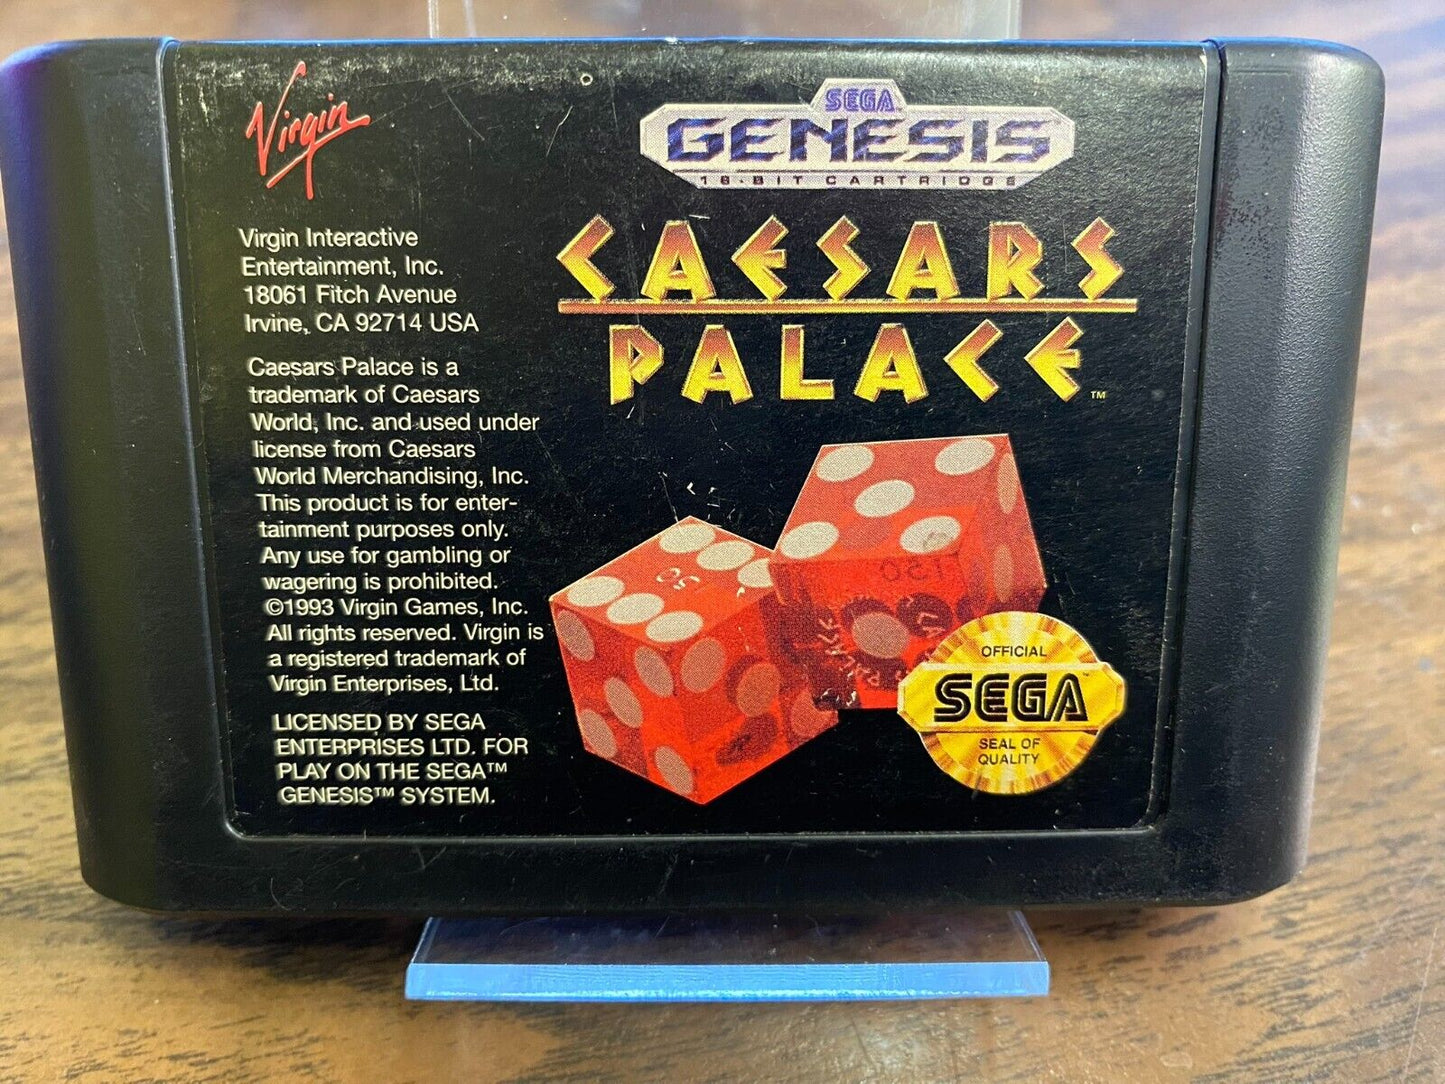 Virgin
Virgin Interactive
Entertainment, Inc.
18061 Fitch Avenue
Irvine, CA 92714 USA
Caesars Palace is a
trademark of Caesars
World, Inc. and used under
license from Caesars
World Merchandising, Inc.
This product is for enter-
tainment purposes only.
Any use for gambling or
wagering is prohibited.
©1993 Virgin Games, Inc.
All rights reserved. Virgin is
a registered trademark of
Virgin Enterprises, Ltd.
LICENSED BY SEGA
ENTERPRISES LTD. FOR
PLAY ON THE SEGA™
GENESIS™ SYSTEM.
SEGA™
GENESIS
16-BIT CARTRIDGE
CAESARS
PALACE™
OFFICIAL
SEGA™
SEAL OF
QUALITY